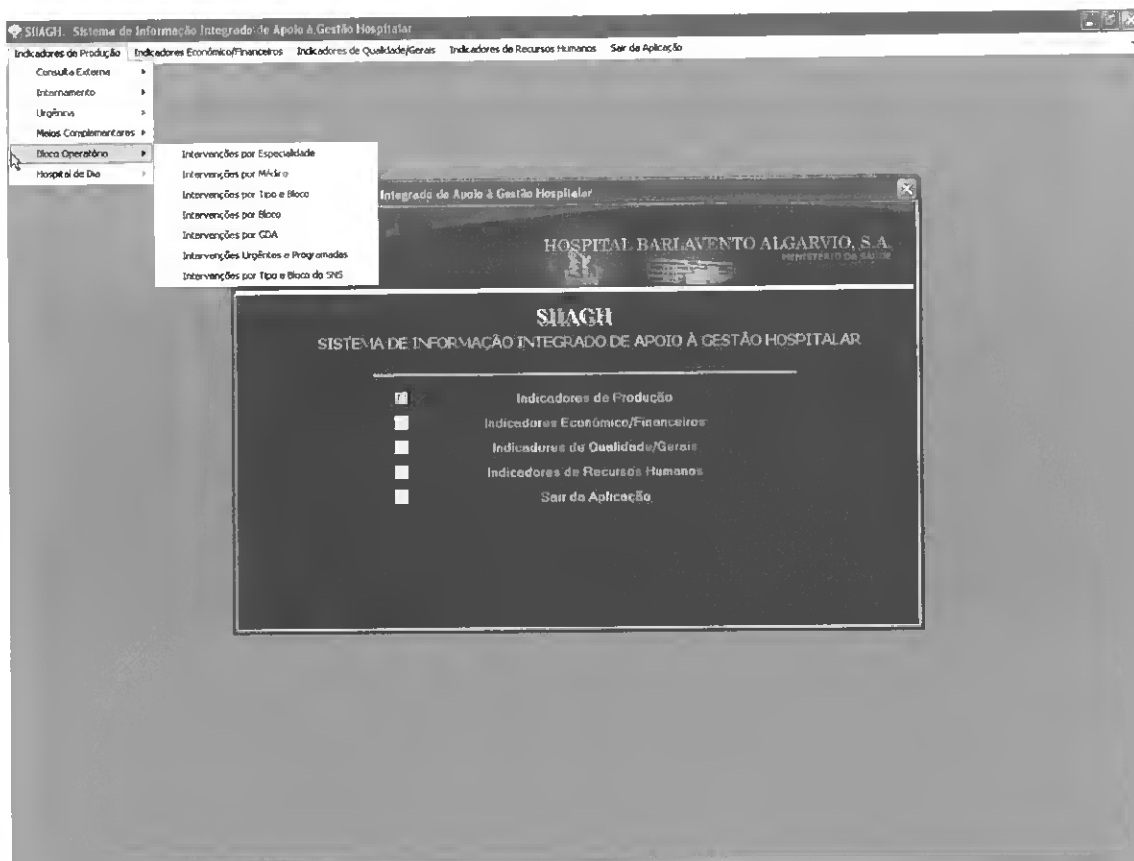 SIIAGH. Sistema de Informação Integrado de Apoio à Gestão Hospitalar
Indicadores de Produção Indicadores Económico/Financeiros Indicadores de Qualidade/Gerais Indicadores de Recursos Humanos Sair da Aplicação
Consulta Externa
Internamento
Urgência
Meios Complementares
Bloco Operatório
Hospital de Dia
Intervenções por Especialidade
Intervenções por Médico
Intervenções por Tipo e Bloco
Intervenções por Bloco
Intervenções por GDA
Intervenções Urgentes e Programadas
Intervenções por Tipo e Bloco do SNS
Integrado de Apoio à Gestão Hospitalar
HOSPITAL BARLAVENTO ALGARVIO, S.A.
MINISTÉRIO DA SAÚDE
SIIAGH
SISTEMA DE INFORMAÇÃO INTEGRADO DE APOIO À GESTÃO HOSPITALAR
Indicadores de Produção
Indicadores Económico/Financeiros
Indicadores de Qualidade/Gerais
Indicadores de Recursos Humanos
Sair da Aplicação